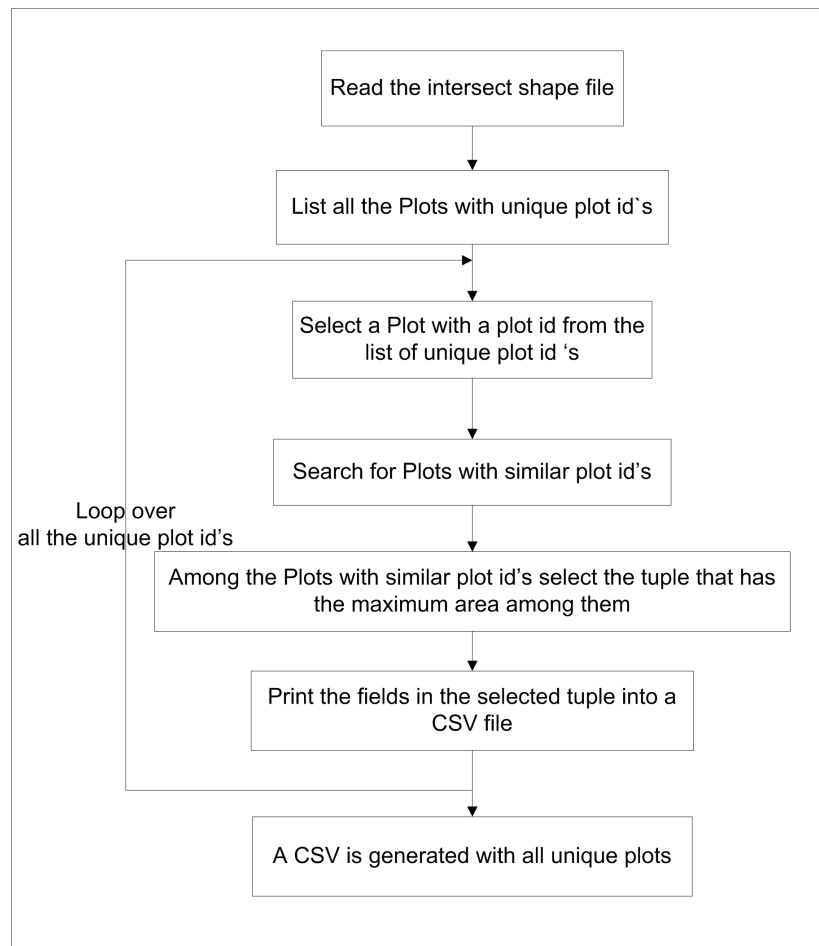 Read the intersect shape file
List all the Plots with unique plot id`s
Select a Plot with a plot id from the
list of unique plot id ‘s
Search for Plots with similar plot id’s
Loop over
all the unique plot id’s
Among the Plots with similar plot id’s select the tuple that has
the maximum area among them
Print the fields in the selected tuple into a
CSV file
A CSV is generated with all unique plots